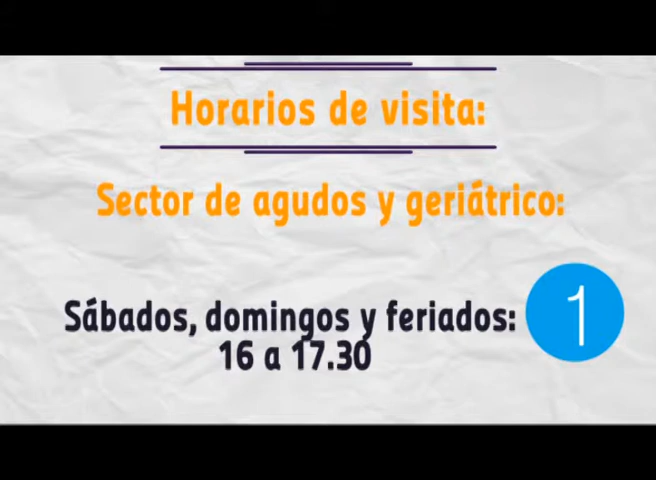 Horarios de visita:
Sector de agudos y geriátrico:
Sábados, domingos y feriados:
16 a 17.30
1